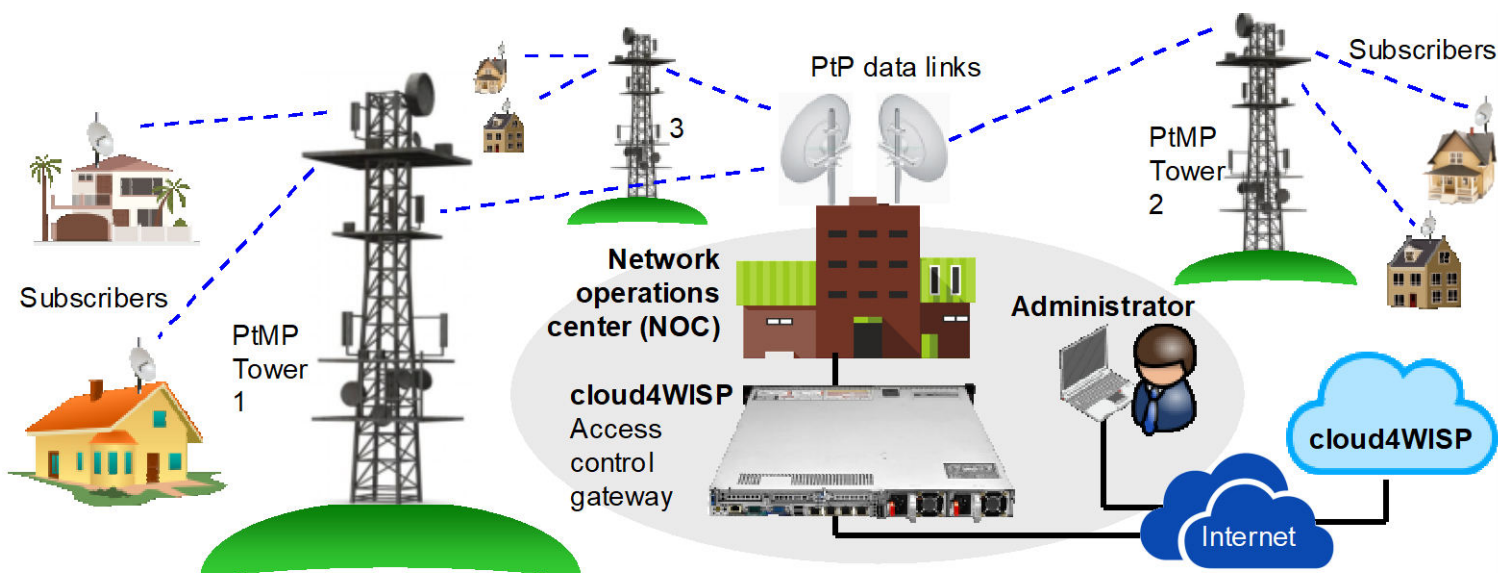 PtP data links
Subscribers
3
PtMP
Tower
2
Network
operations
center (NOC)
Administrator
Subscribers
PtMP
Tower
1
cloud4WISP
Access
control
gateway
cloud4WISP
Internet